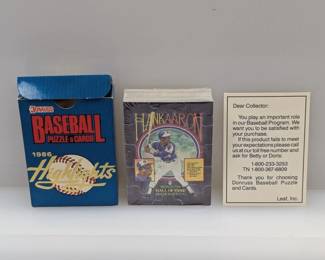 DONRUSS
BASEBALL
PUZZLE & CARDS
1986
Highlights
HANK AARON
HALL OF FAME
Dear Collector:
You play an important role
in our Baseball Program. We
want you to be satisfied with
your purchase.
If this product fails to meet
your expectations please call
us at our toll free number and
ask for Betty or Doris:
1-800-233-3253
TN 1-800-367-6809
Thank you for choosing
Donruss Baseball Puzzle
and Cards.
Leaf, Inc.